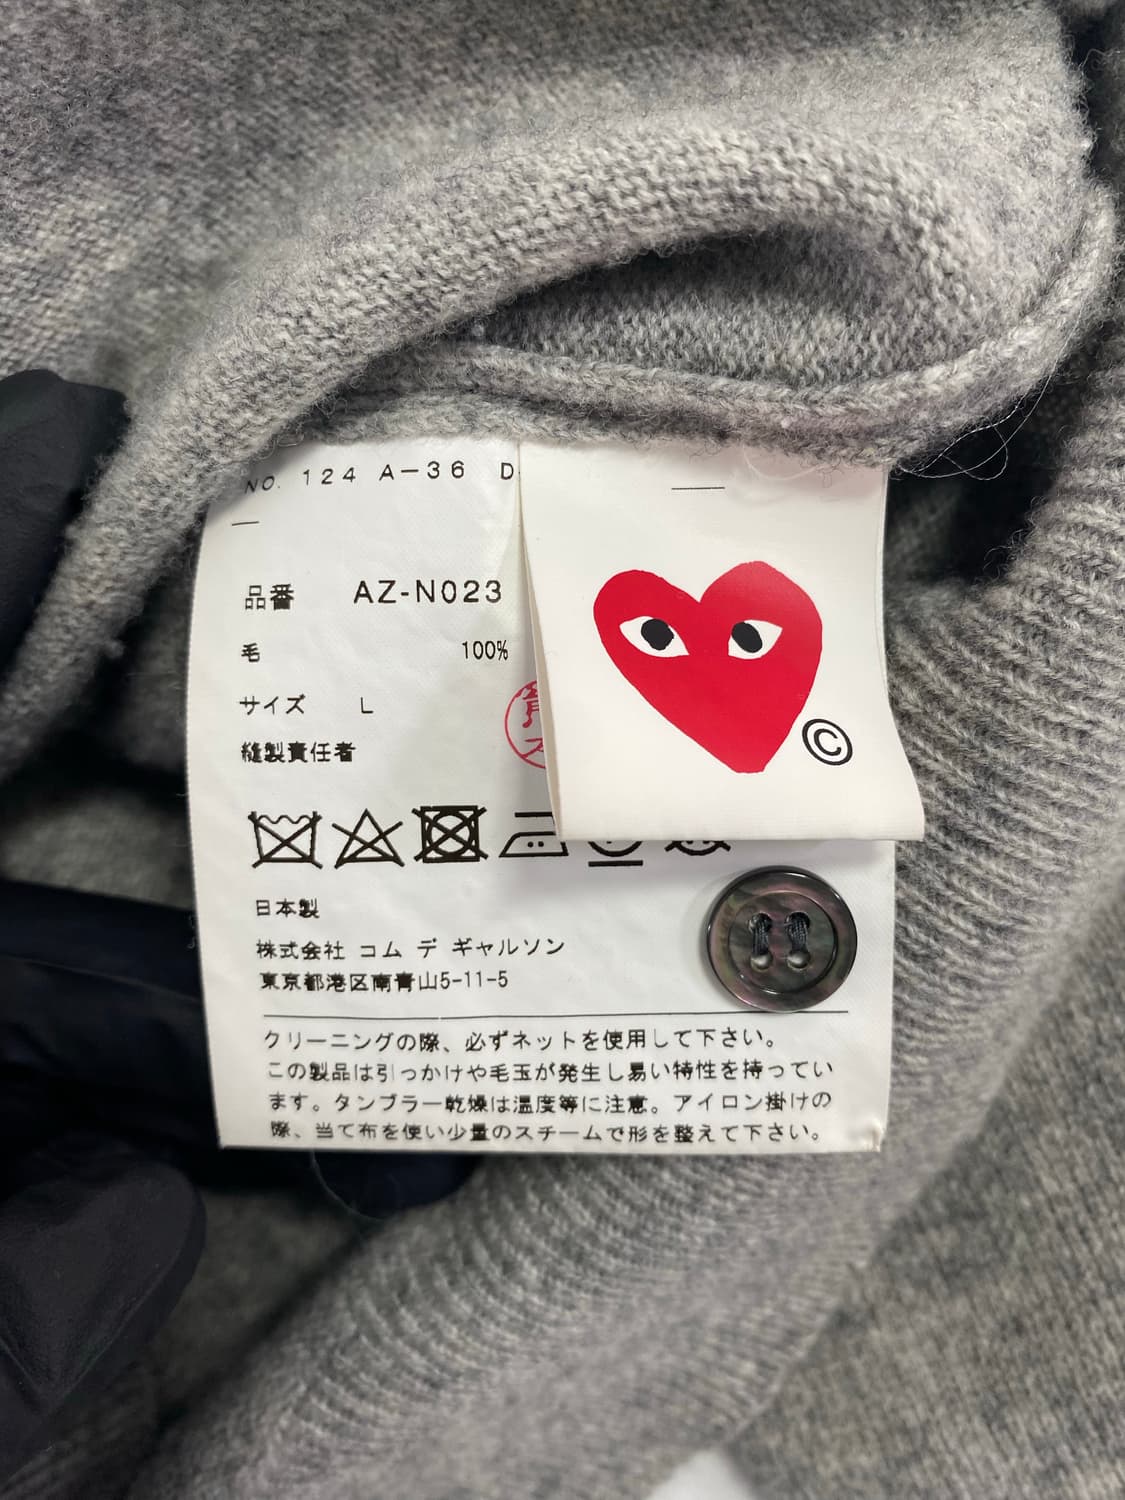 NO. 124 A-36 D
品番 AZ-N023
毛 100%
サイズ L
縫製責任者
©
日本製
株式会社 コム デ ギャルソン
東京都港区南青山5-11-5
クリーニングの際、必ずネットを使用して下さい。
この製品は引っかけや毛玉が発生し易い特性を持ってい
ます。タンブラー乾燥は温度等に注意。アイロン掛けの
際、当て布を使い少量のスチームで形を整えて下さい。